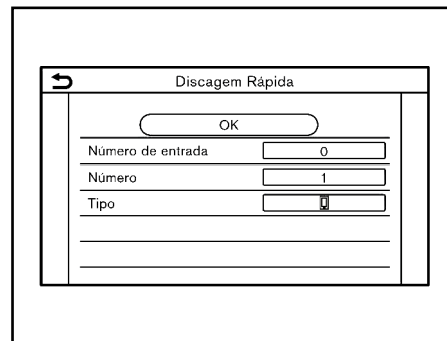 Discagem Rápida
OK
Número de entrada 0
Número 1
Tipo